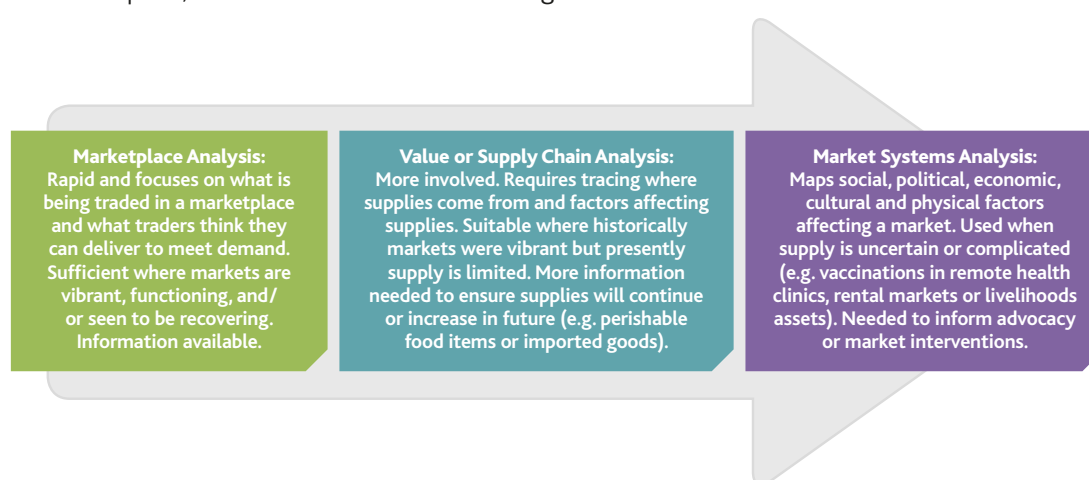 Marketplace Analysis:
Rapid and focuses on what is
being traded in a marketplace
and what traders think they
can deliver to meet demand.
Sufficient where markets are
vibrant, functioning, and/
or seen to be recovering.
Information available.
Value or Supply Chain Analysis:
More involved. Requires tracing where
supplies come from and factors affecting
supplies. Suitable where historically
markets were vibrant but presently
supply is limited. More information
needed to ensure supplies will continue
or increase in future (e.g. perishable
food items or imported goods).
Market Systems Analysis:
Maps social, political, economic,
cultural and physical factors
affecting a market. Used when
supply is uncertain or complicated
(e.g. vaccinations in remote health
clinics, rental markets or livelihoods
assets). Needed to inform advocacy
or market interventions.